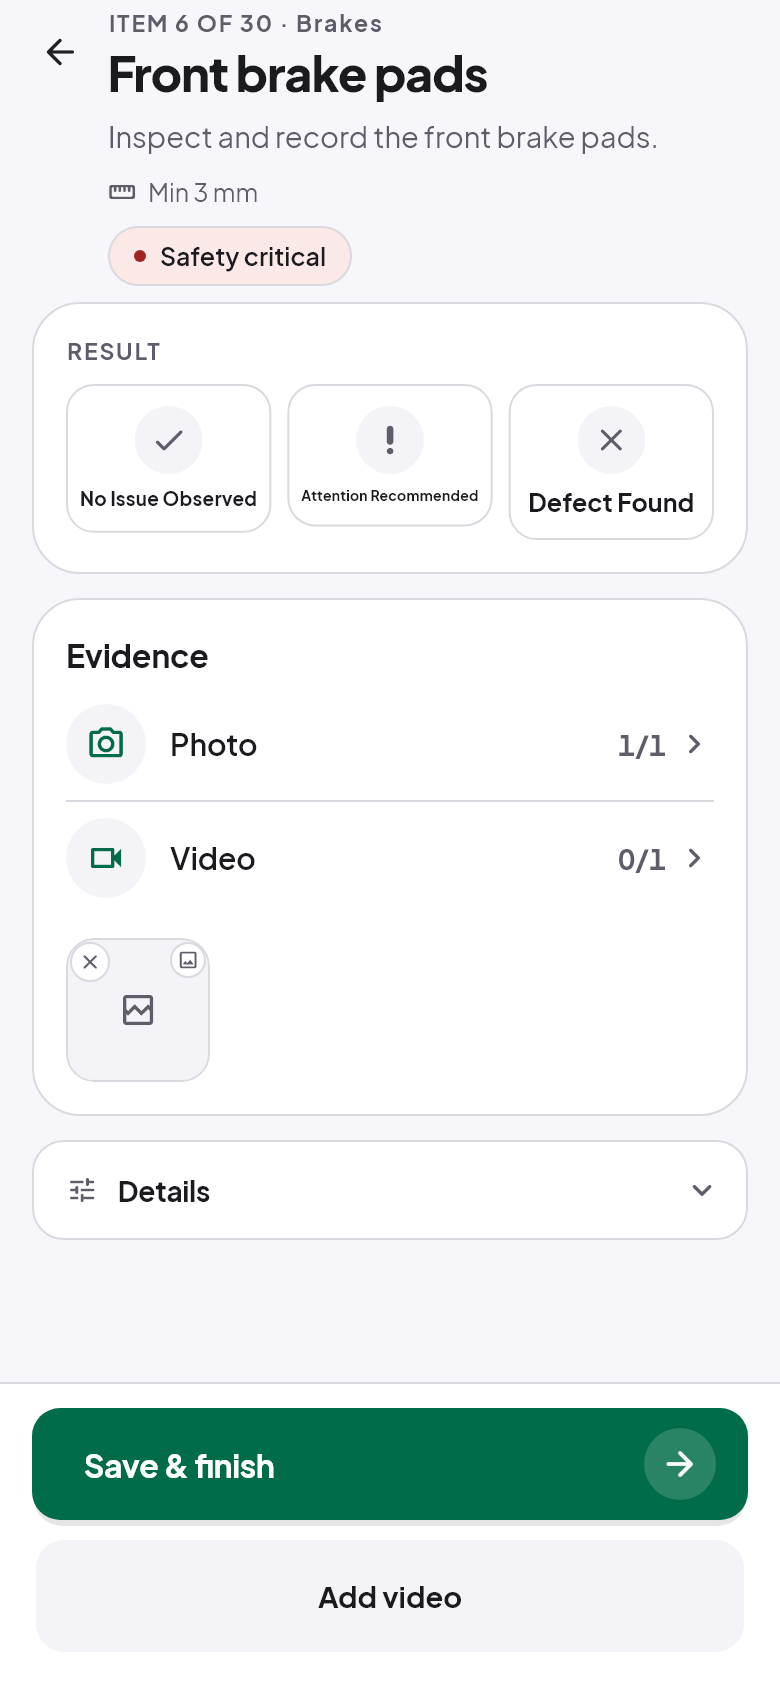 ITEM 6 OF 30 · Brakes
Front brake pads
Inspect and record the front brake pads.
Min 3 mm
Safety critical
RESULT
No Issue Observed
Attention Recommended
Defect Found
Evidence
Photo 1/1
Video 0/1
Details
Save & finish
Add video